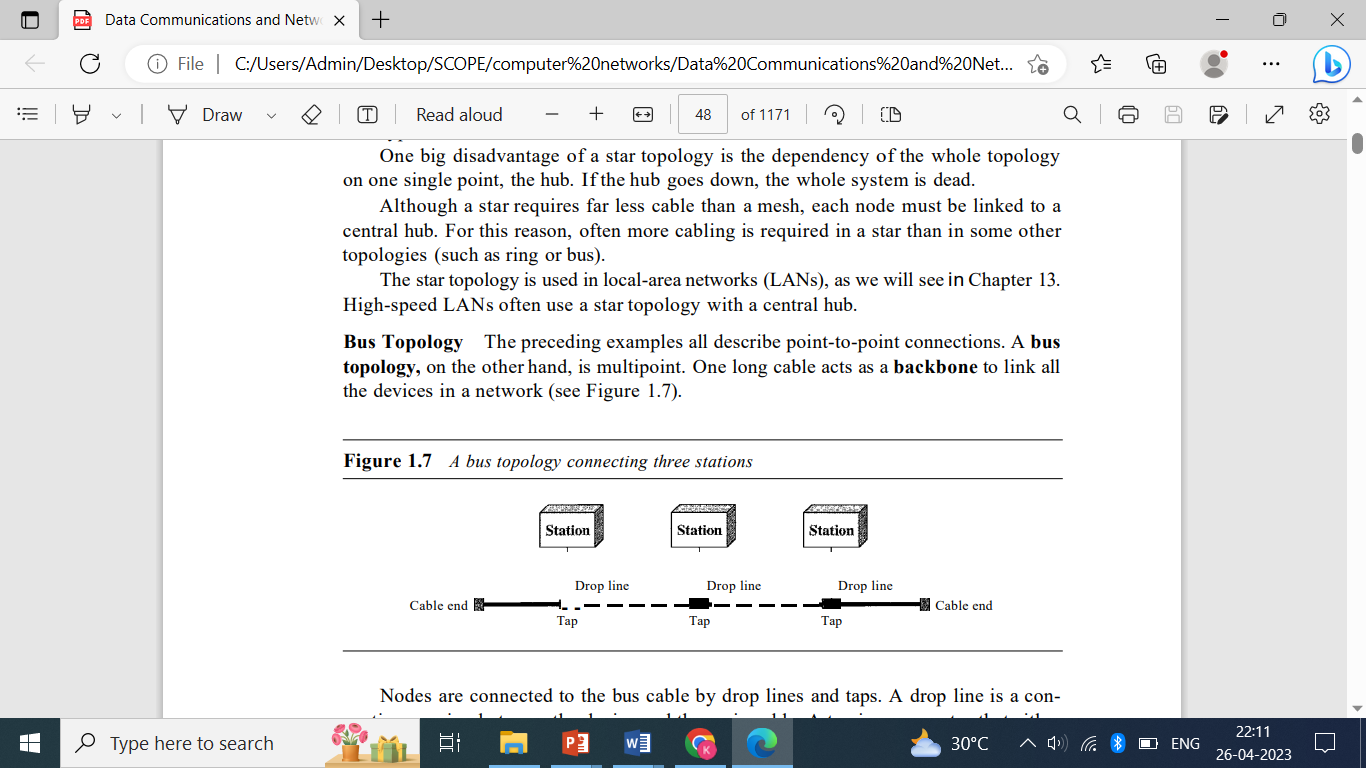 Data Communications and Netw
File
C:/Users/Admin/Desktop/SCOPE/computer%20networks/Data%20Communications%20and%20Net...
Draw
Read aloud
48 of 1171
One big disadvantage of a star topology is the dependency of the whole topology
on one single point, the hub. If the hub goes down, the whole system is dead.
Although a star requires far less cable than a mesh, each node must be linked to a
central hub. For this reason, often more cabling is required in a star than in some other
topologies (such as ring or bus).
The star topology is used in local-area networks (LANs), as we will see in Chapter 13.
High-speed LANs often use a star topology with a central hub.
Bus Topology The preceding examples all describe point-to-point connections. A bus
topology, on the other hand, is multipoint. One long cable acts as a backbone to link all
the devices in a network (see Figure 1.7).
Figure 1.7 A bus topology connecting three stations
Station Station Station
Drop line Drop line Drop line
Cable end Cable end
Tap Tap Tap
Nodes are connected to the bus cable by drop lines and taps. A drop line is a con-
Type here to search
30°C
ENG
22:11
26-04-2023